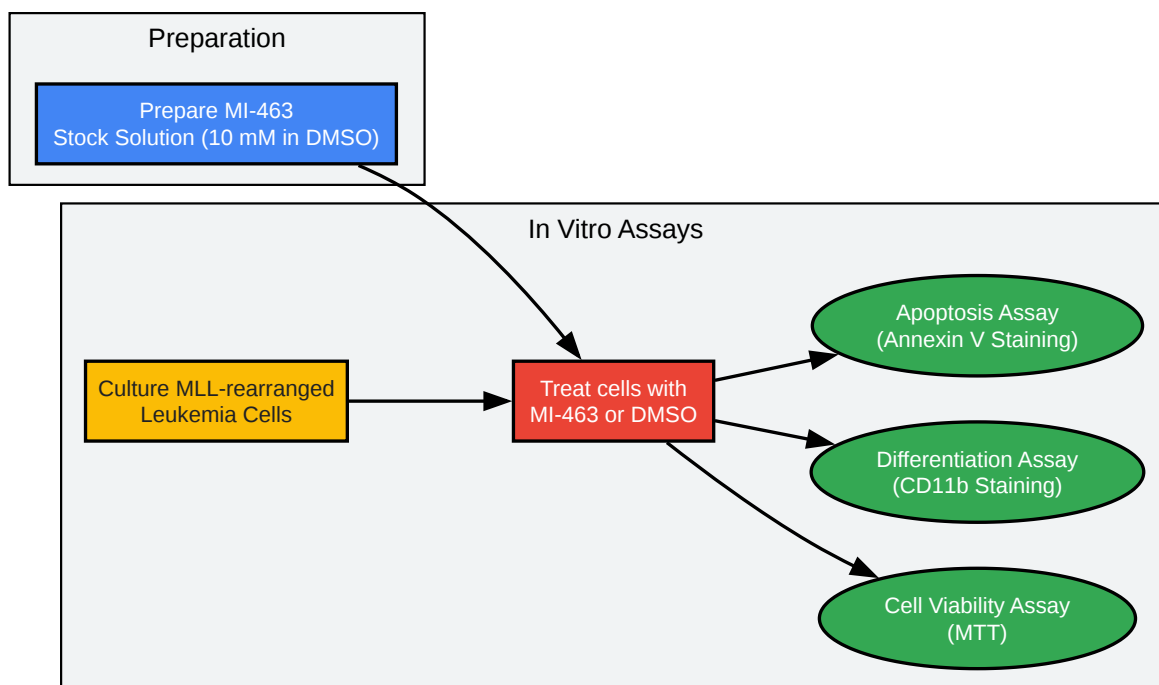 Preparation
Prepare MI-463
Stock Solution (10 mM in DMSO)
In Vitro Assays
Culture MLL-rearranged
Leukemia Cells
Treat cells with
MI-463 or DMSO
Apoptosis Assay
(Annexin V Staining)
Differentiation Assay
(CD11b Staining)
Cell Viability Assay
(MTT)